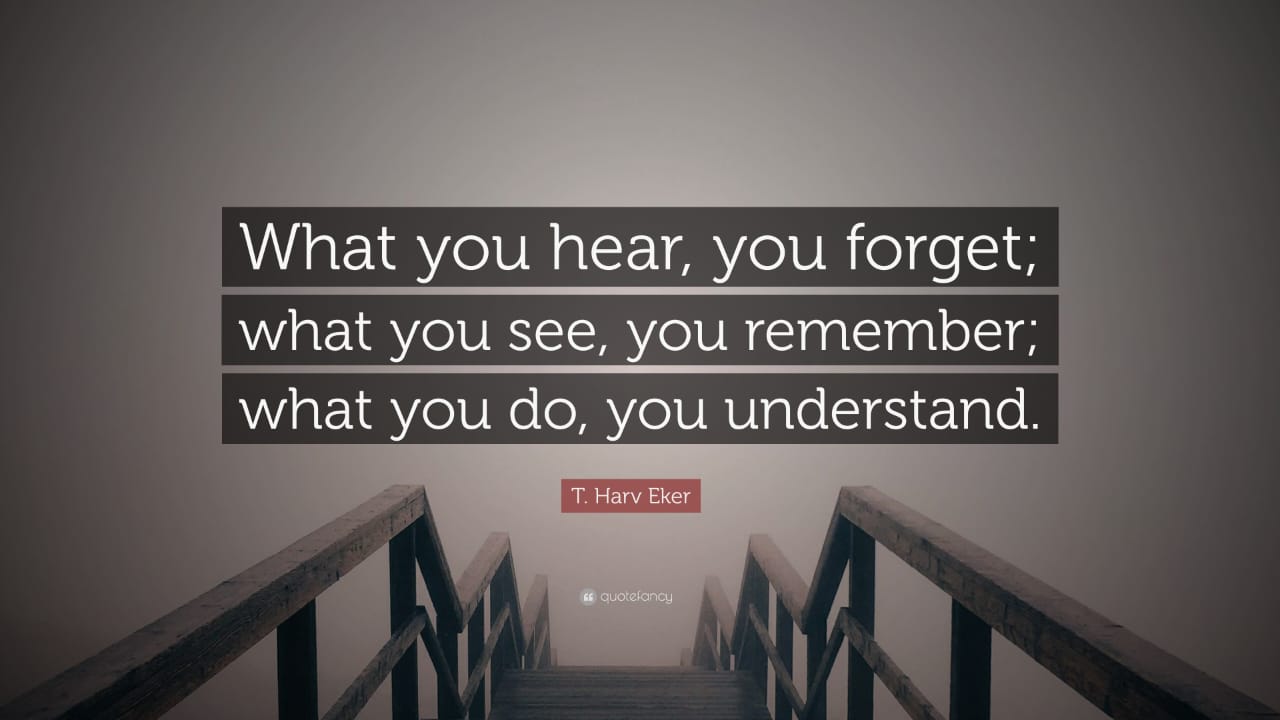 What you hear, you forget;
what you see, you remember;
what you do, you understand.
T. Harv Eker
quotefancy